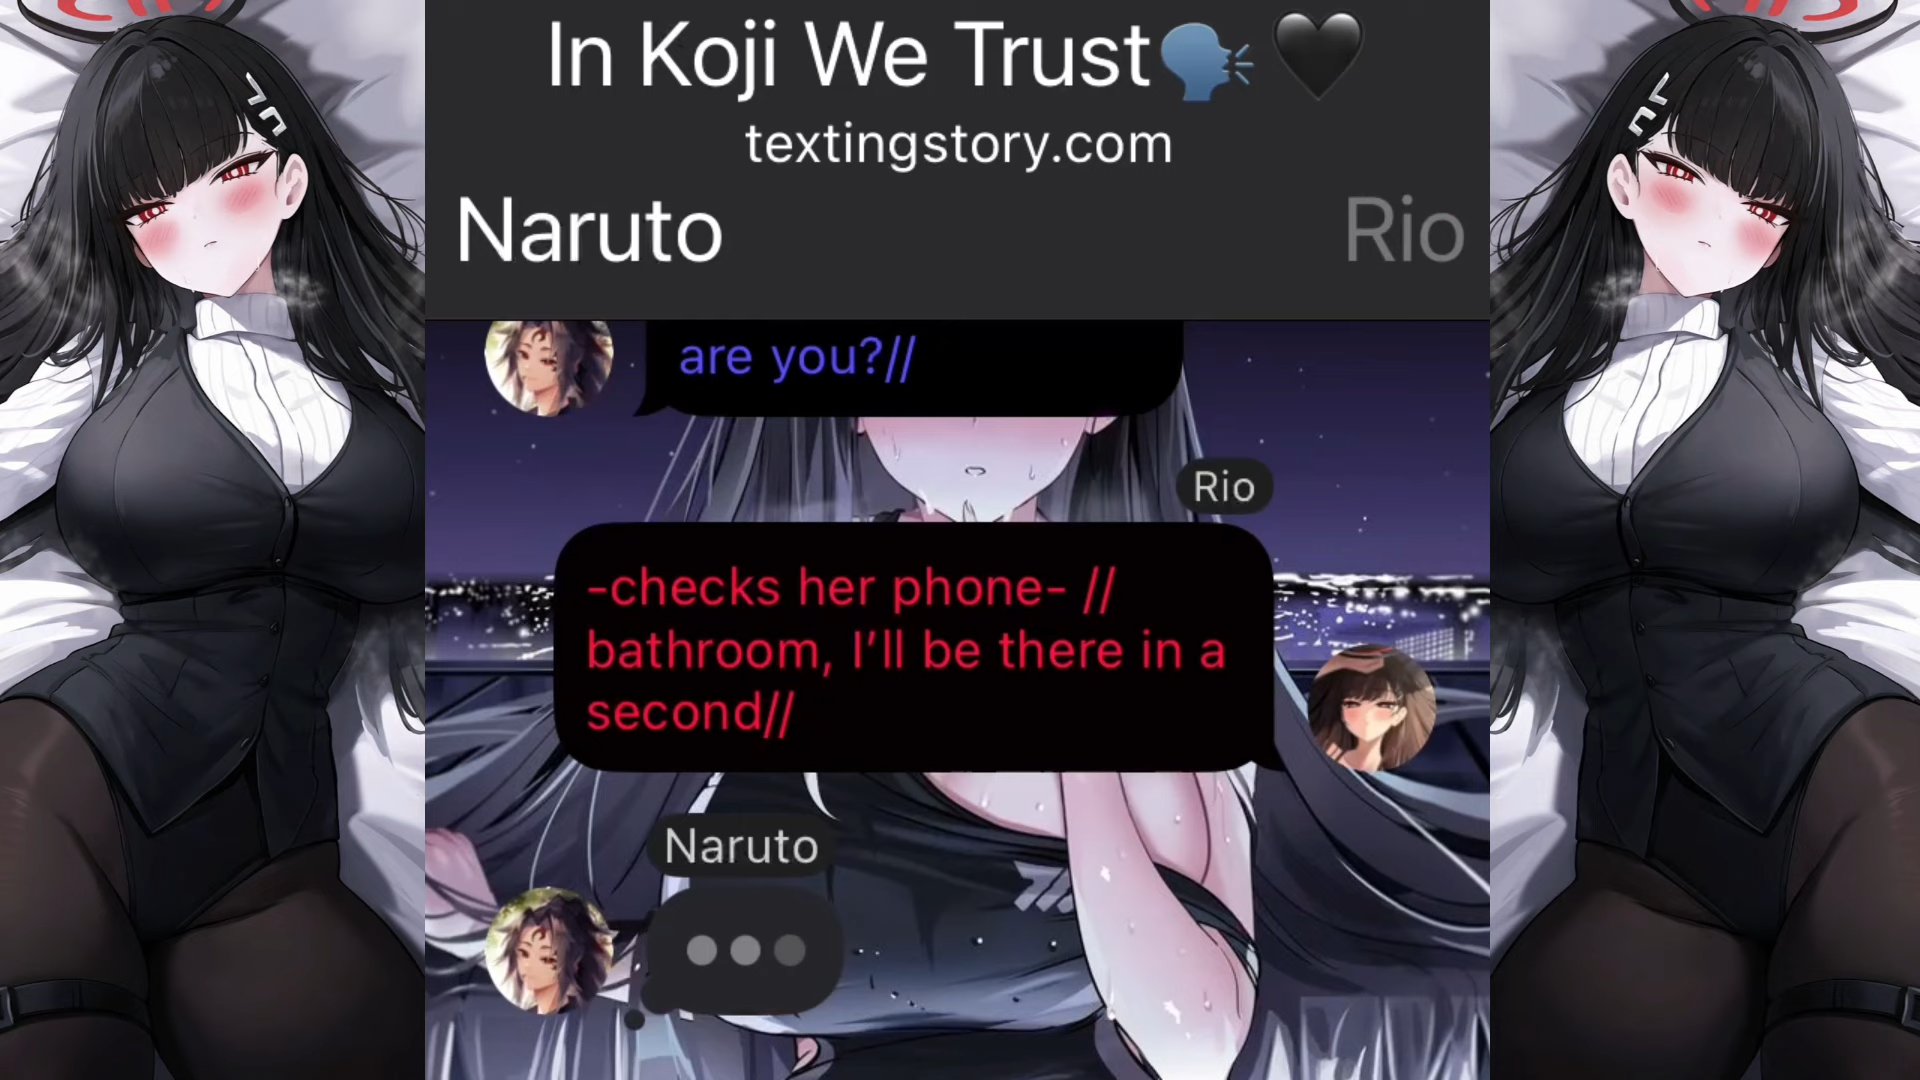 In Koji We Trust🗣️🖤
textingstory.com
Naruto
Rio
are you?//
Rio
-checks her phone- //
bathroom, I'll be there in a
second//
Naruto